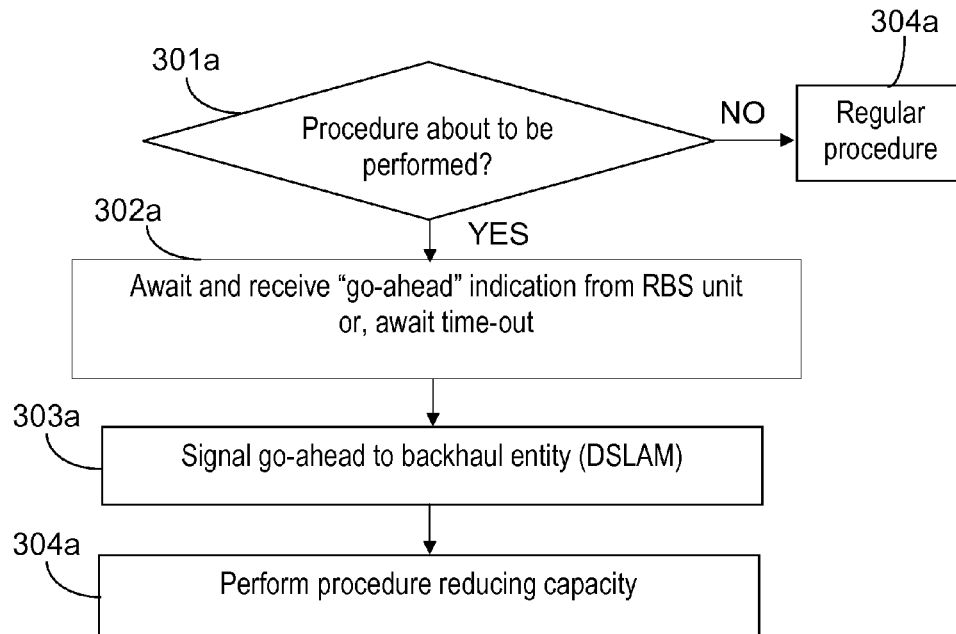 304a
301a
Procedure about to be
performed?
NO
Regular
procedure
302a
YES
Await and receive “go-ahead” indication from RBS unit
or, await time-out
303a
Signal go-ahead to backhaul entity (DSLAM)
304a
Perform procedure reducing capacity